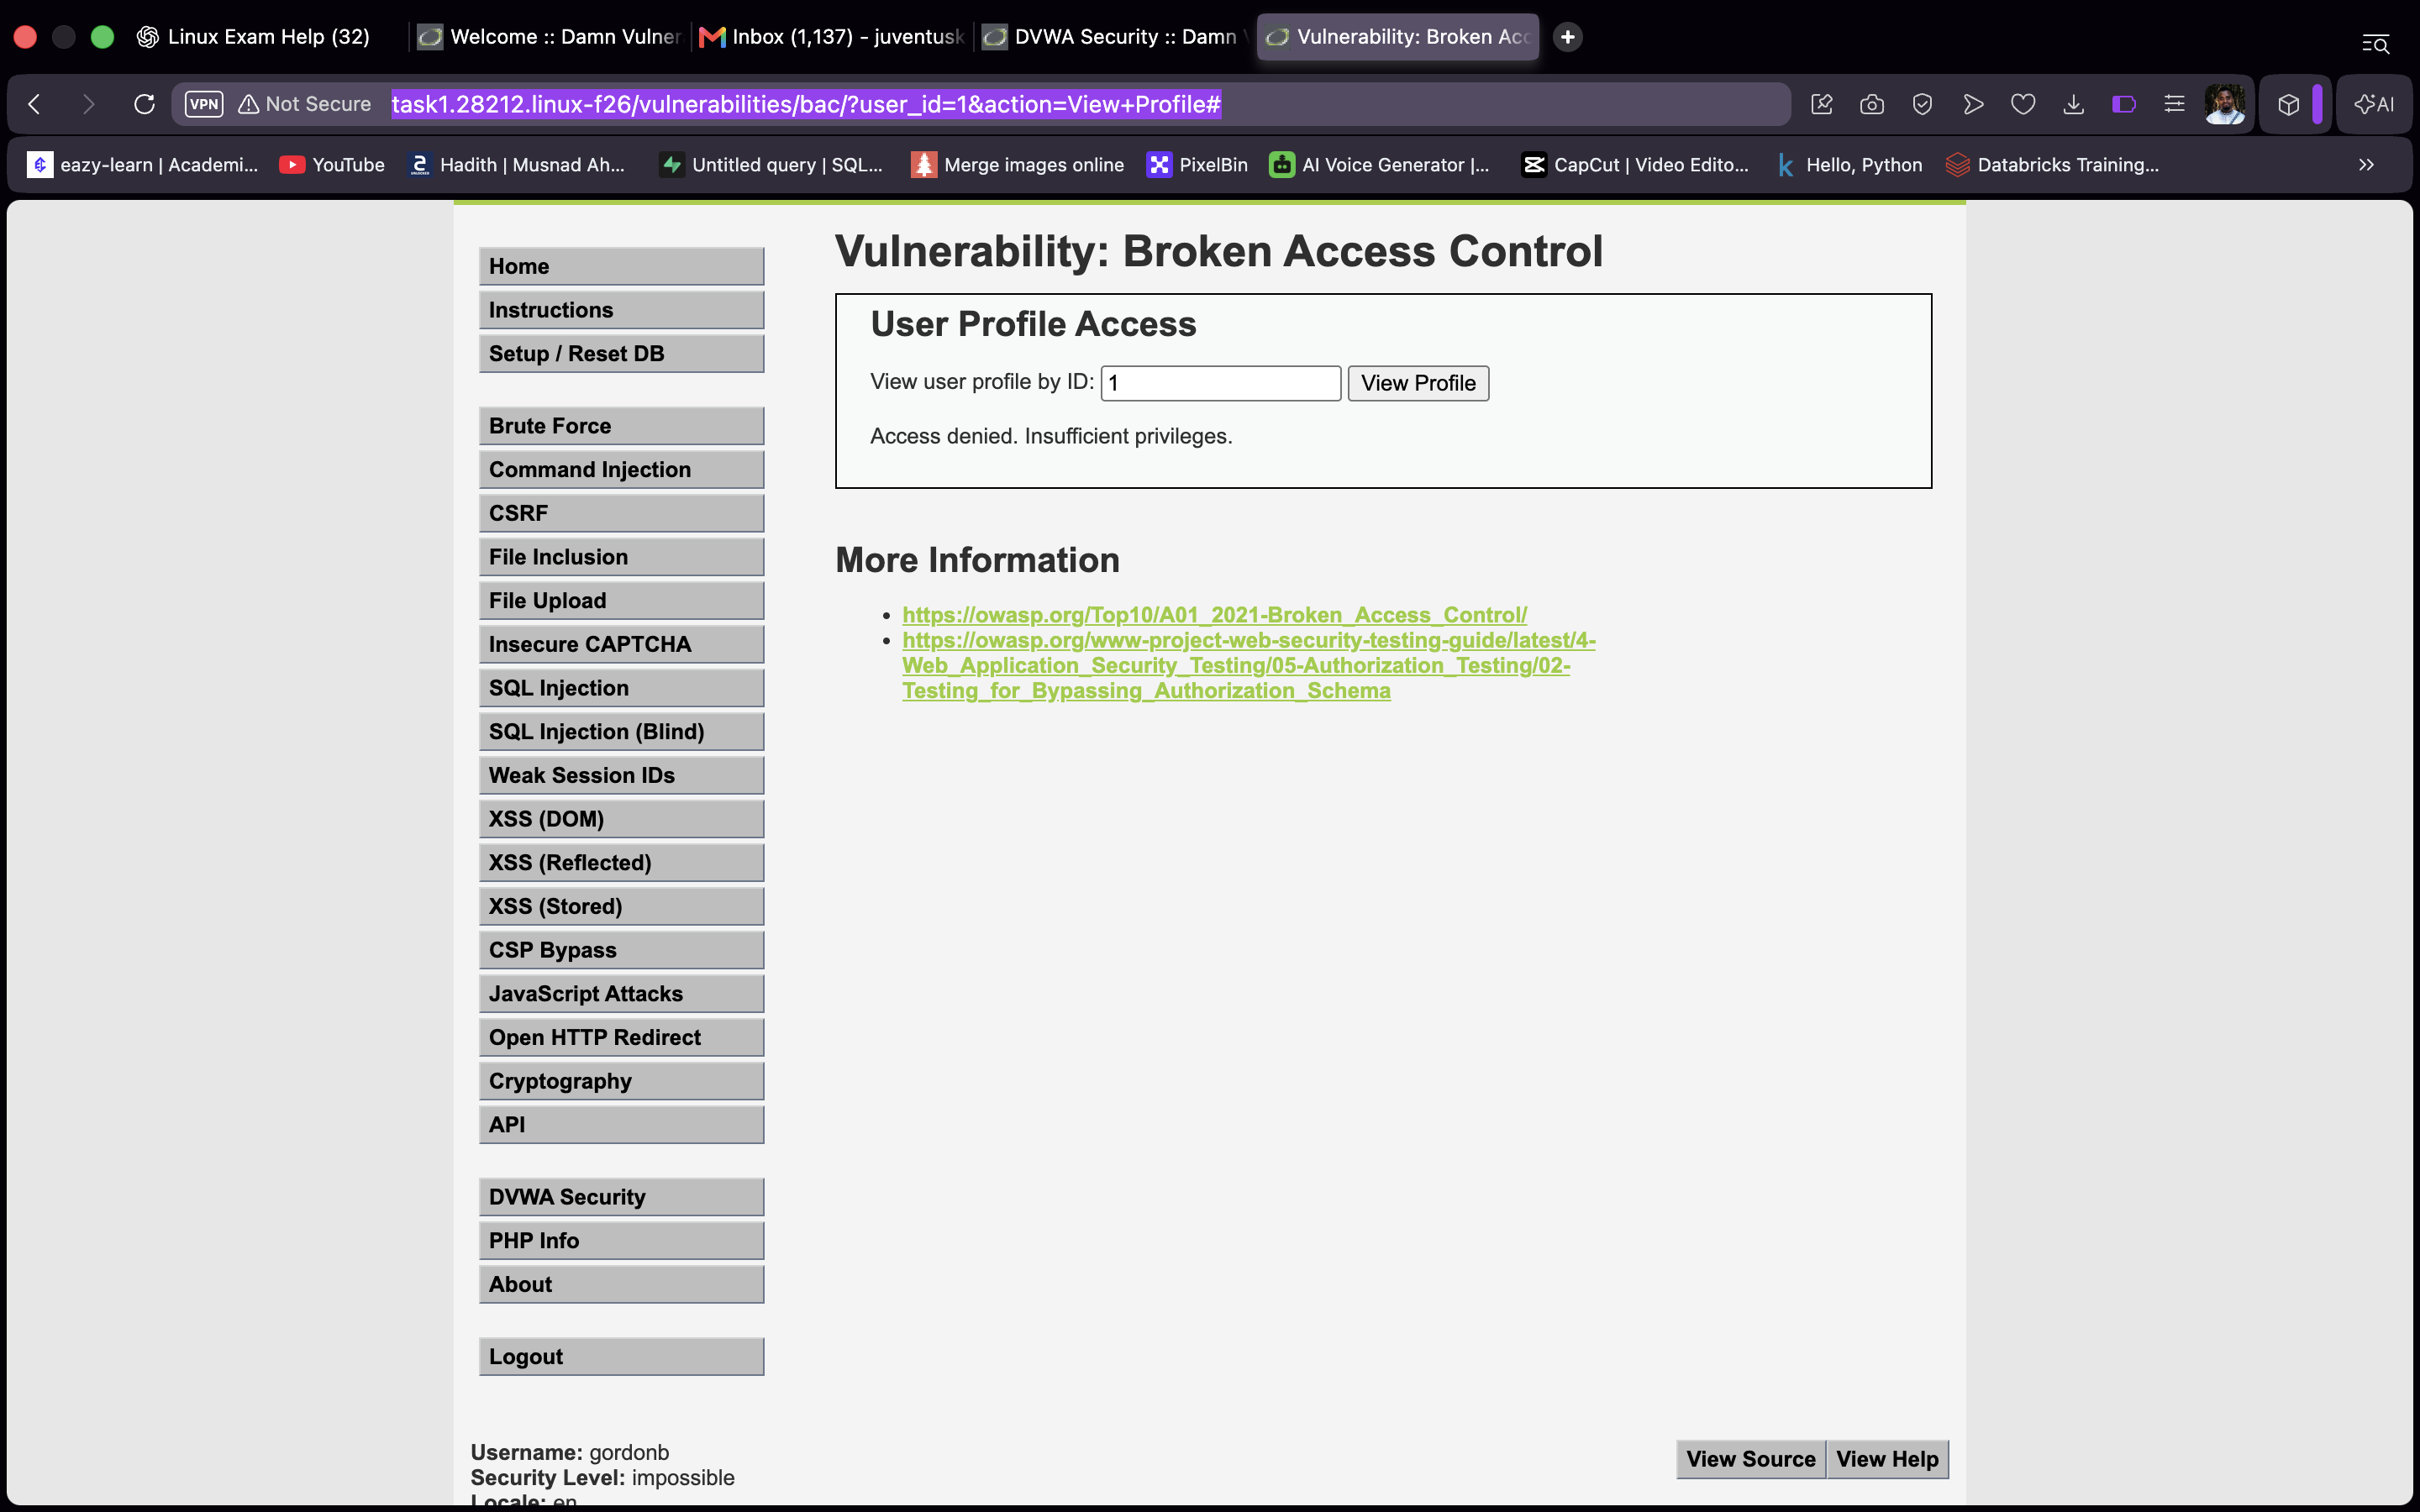 Linux Exam Help (32)
Welcome :: Damn Vulner
Inbox (1,137) - juventusk
DVWA Security :: Damn
Vulnerability: Broken Acc
VPN
Not Secure
task1.28212.linux-f26/vulnerabilities/bac/?user_id=1&action=View+Profile#
AI
eazy-learn | Academi...
YouTube
Hadith | Musnad Ah...
Untitled query | SQL...
Merge images online
PixelBin
AI Voice Generator |...
CapCut | Video Edito...
Hello, Python
Databricks Training...
Home
Instructions
Setup / Reset DB
Brute Force
Command Injection
CSRF
File Inclusion
File Upload
Insecure CAPTCHA
SQL Injection
SQL Injection (Blind)
Weak Session IDs
XSS (DOM)
XSS (Reflected)
XSS (Stored)
CSP Bypass
JavaScript Attacks
Open HTTP Redirect
Cryptography
API
DVWA Security
PHP Info
About
Logout
Vulnerability: Broken Access Control
User Profile Access
View user profile by ID: 1 View Profile
Access denied. Insufficient privileges.
More Information
https://owasp.org/Top10/A01_2021-Broken_Access_Control/
https://owasp.org/www-project-web-security-testing-guide/latest/4-
Web_Application_Security_Testing/05-Authorization_Testing/02-
Testing_for_Bypassing_Authorization_Schema
Username: gordonb
Security Level: impossible
Locale: en
View Source View Help